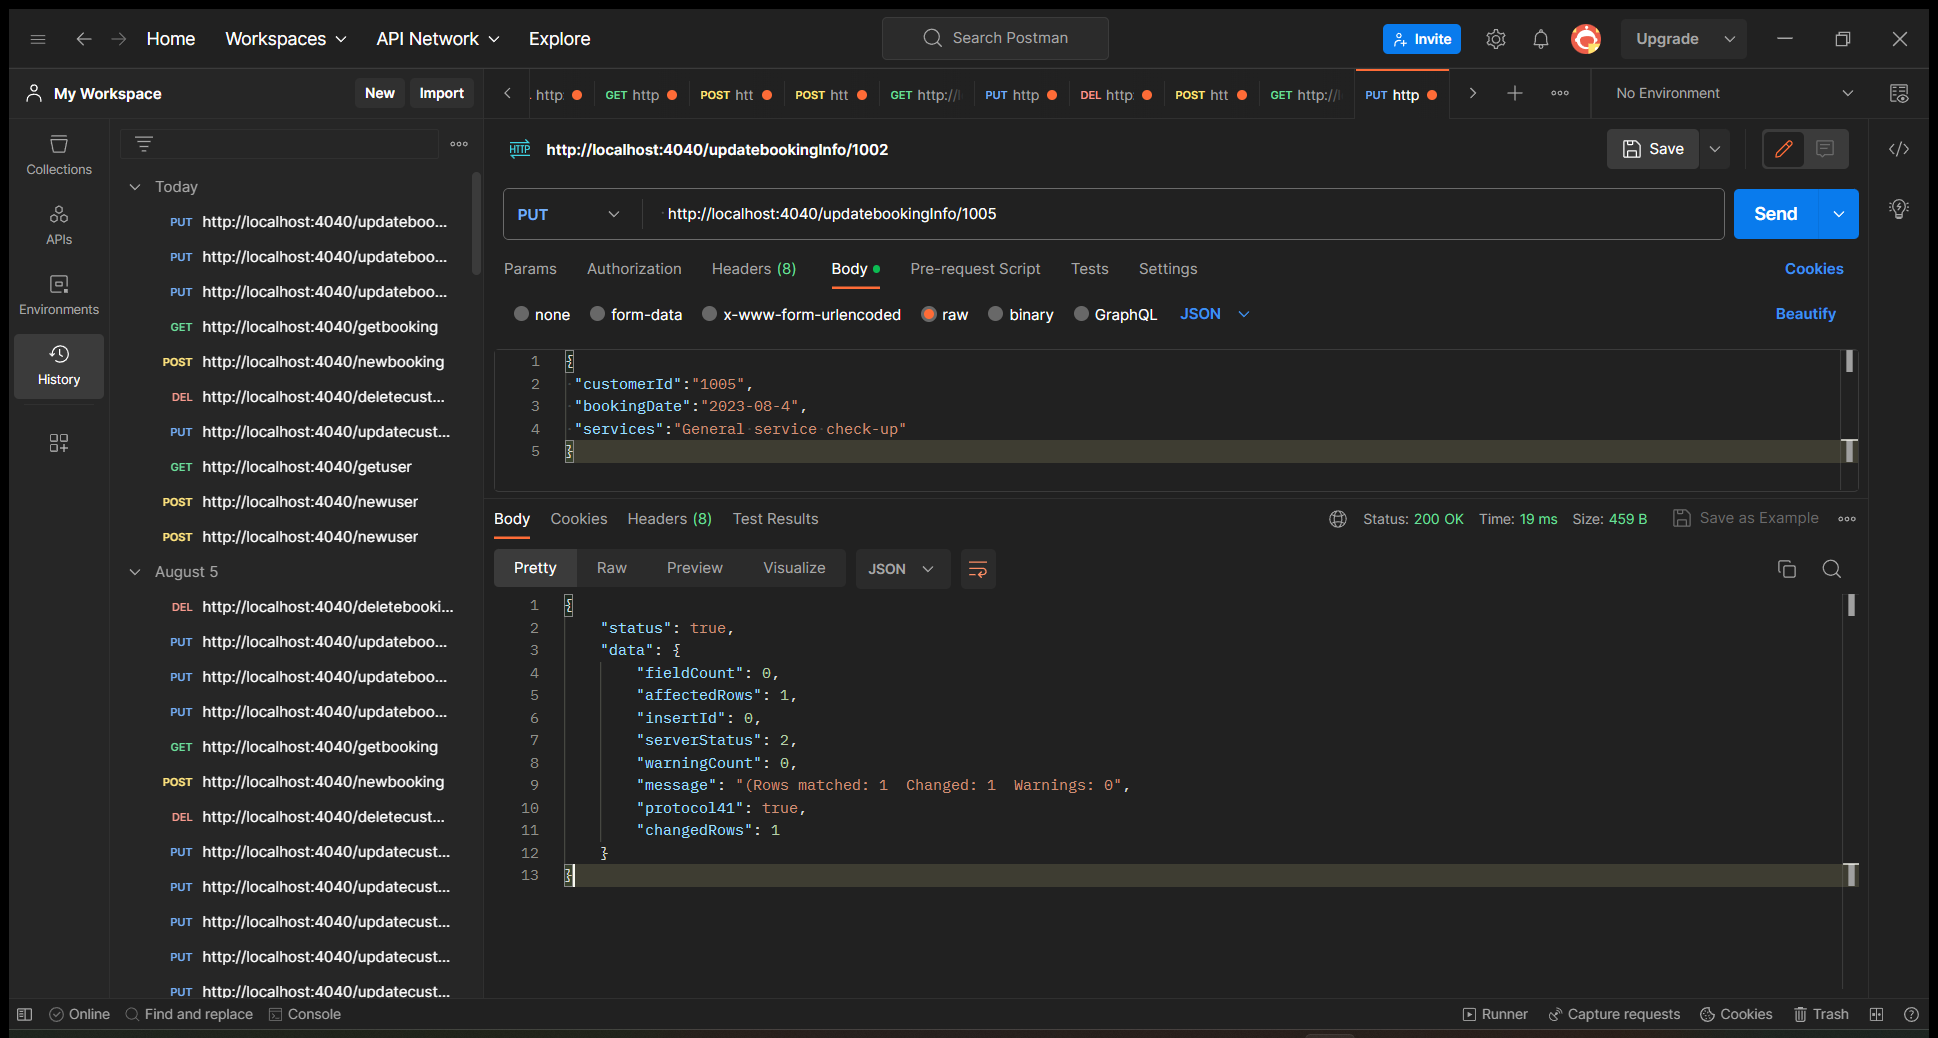 Home Workspaces API Network Explore Search Postman Invite Upgrade
My Workspace New Import
http GET http POST htt POST htt GET http:// PUT http DEL http POST htt GET http:// PUT http No Environment
Collections
APIs
Environments
History
Today
PUT http://localhost:4040/updateboo...
PUT http://localhost:4040/updateboo...
PUT http://localhost:4040/updateboo...
GET http://localhost:4040/getbooking
POST http://localhost:4040/newbooking
DEL http://localhost:4040/deletecust...
PUT http://localhost:4040/updatecust...
GET http://localhost:4040/getuser
POST http://localhost:4040/newuser
POST http://localhost:4040/newuser
August 5
DEL http://localhost:4040/deletebooki...
PUT http://localhost:4040/updateboo...
PUT http://localhost:4040/updateboo...
PUT http://localhost:4040/updateboo...
GET http://localhost:4040/getbooking
POST http://localhost:4040/newbooking
DEL http://localhost:4040/deletecust...
PUT http://localhost:4040/updatecust...
PUT http://localhost:4040/updatecust...
PUT http://localhost:4040/updatecust...
PUT http://localhost:4040/updatecust...
PUT http://localhost:4040/updatecust...
HTTP http://localhost:4040/updatebookingInfo/1002 Save
PUT http://localhost:4040/updatebookingInfo/1005 Send
Params Authorization Headers (8) Body Pre-request Script Tests Settings Cookies
none form-data x-www-form-urlencoded raw binary GraphQL JSON Beautify
1 {
2 "customerId":"1005",
3 "bookingDate":"2023-08-4",
4 "services":"General service check-up"
5 }
Body Cookies Headers (8) Test Results Status: 200 OK Time: 19 ms Size: 459 B Save as Example
Pretty Raw Preview Visualize JSON
1 {
2 "status": true,
3 "data": {
4 "fieldCount": 0,
5 "affectedRows": 1,
6 "insertId": 0,
7 "serverStatus": 2,
8 "warningCount": 0,
9 "message": "(Rows matched: 1  Changed: 1  Warnings: 0",
10 "protocol41": true,
11 "changedRows": 1
12 }
13 }
Online Find and replace Console Runner Capture requests Cookies Trash